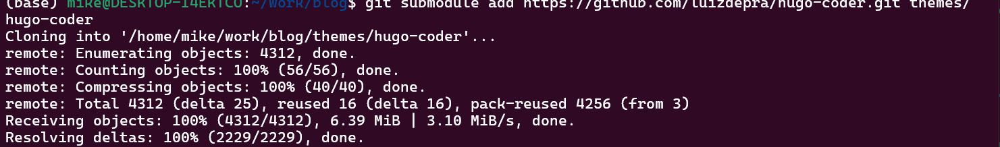 (base) mike@DESKTOP-I4EKTCO:~/work/blog$ git submodule add https://github.com/luizdepra/hugo-coder.git themes/
hugo-coder
Cloning into '/home/mike/work/blog/themes/hugo-coder'...
remote: Enumerating objects: 4312, done.
remote: Counting objects: 100% (56/56), done.
remote: Compressing objects: 100% (40/40), done.
remote: Total 4312 (delta 25), reused 16 (delta 16), pack-reused 4256 (from 3)
Receiving objects: 100% (4312/4312), 6.39 MiB | 3.10 MiB/s, done.
Resolving deltas: 100% (2229/2229), done.